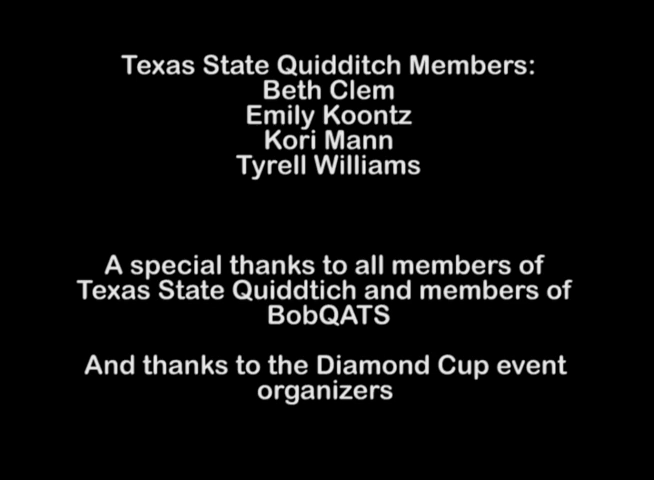 Texas State Quidditch Members:
Beth Clem
Emily Koontz
Kori Mann
Tyrell Williams
A special thanks to all members of
Texas State Quiddtich and members of
BobQATS
And thanks to the Diamond Cup event
organizers